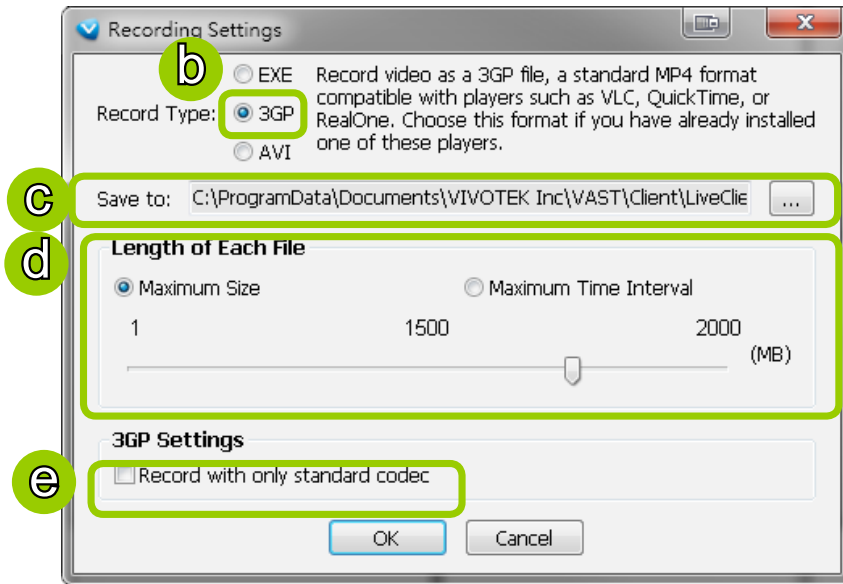 Recording Settings
b
EXE
Record Type:
3GP
AVI
Record video as a 3GP file, a standard MP4 format
compatible with players such as VLC, QuickTime, or
RealOne. Choose this format if you have already installed
one of these players.
c
Save to: C:\ProgramData\Documents\VIVOTEK Inc\VAST\Client\LiveClie ...
d
Length of Each File
Maximum Size Maximum Time Interval
1 1500 2000
(MB)
3GP Settings
e
Record with only standard codec
OK Cancel